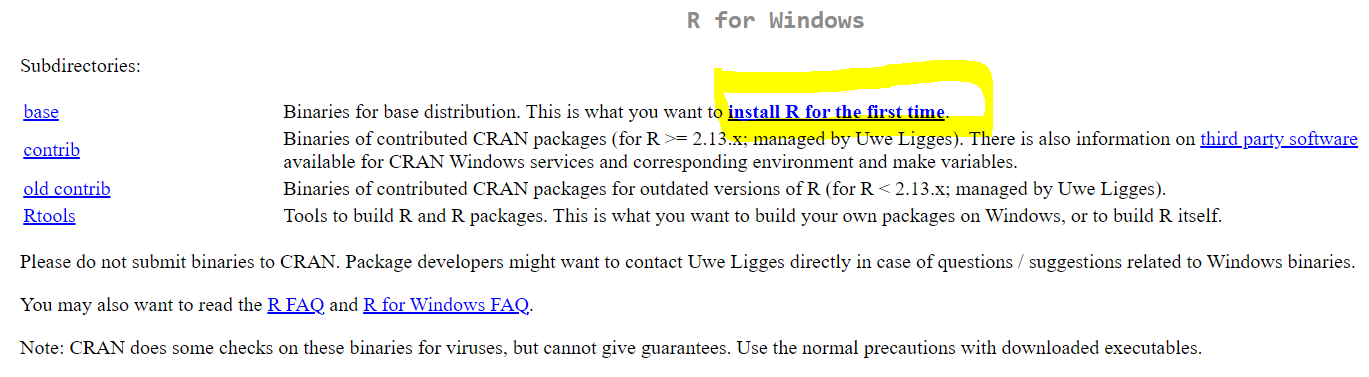 R for Windows
Subdirectories:
base Binaries for base distribution. This is what you want to install R for the first time.
contrib Binaries of contributed CRAN packages (for R >= 2.13.x; managed by Uwe Ligges). There is also information on third party software
available for CRAN Windows services and corresponding environment and make variables.
old contrib Binaries of contributed CRAN packages for outdated versions of R (for R < 2.13.x; managed by Uwe Ligges).
Rtools Tools to build R and R packages. This is what you want to build your own packages on Windows, or to build R itself.
Please do not submit binaries to CRAN. Package developers might want to contact Uwe Ligges directly in case of questions / suggestions related to Windows binaries.
You may also want to read the R FAQ and R for Windows FAQ.
Note: CRAN does some checks on these binaries for viruses, but cannot give guarantees. Use the normal precautions with downloaded executables.